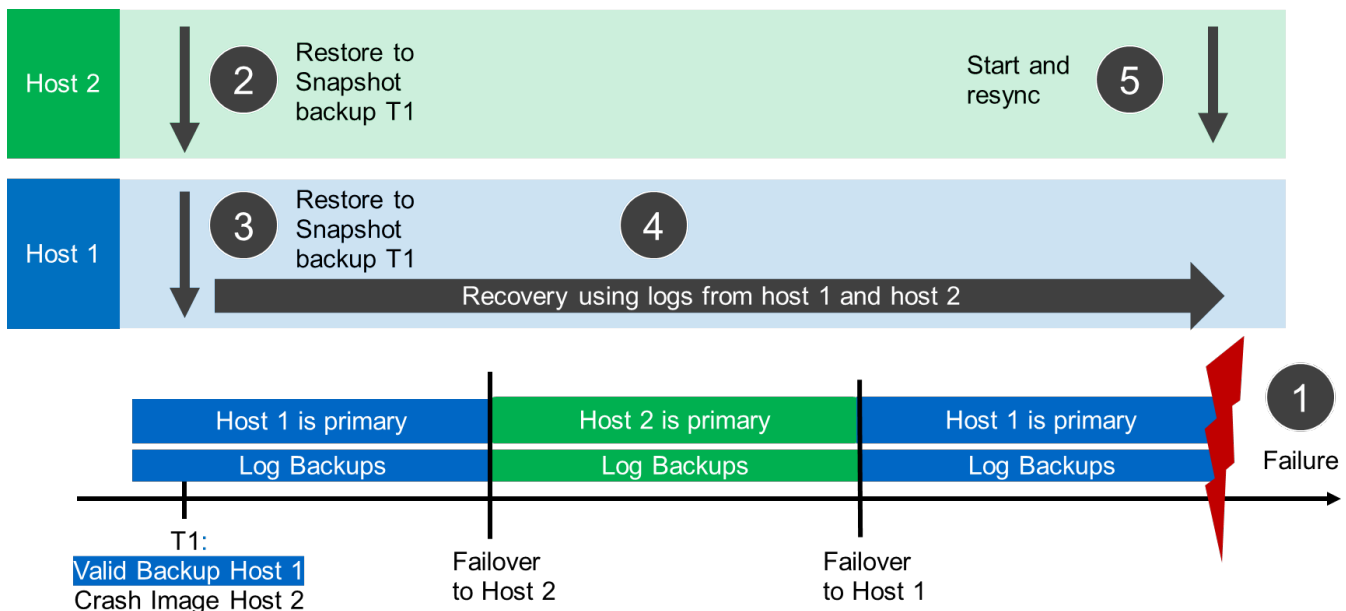 Host 2
2
Restore to
Snapshot
backup T1
Start and
resync
5
Host 1
3
Restore to
Snapshot
backup T1
4
Recovery using logs from host 1 and host 2
Host 1 is primary
Host 2 is primary
Host 1 is primary
1
Log Backups
Log Backups
Log Backups
Failure
T1:
Valid Backup Host 1
Crash Image Host 2
Failover
to Host 2
Failover
to Host 1